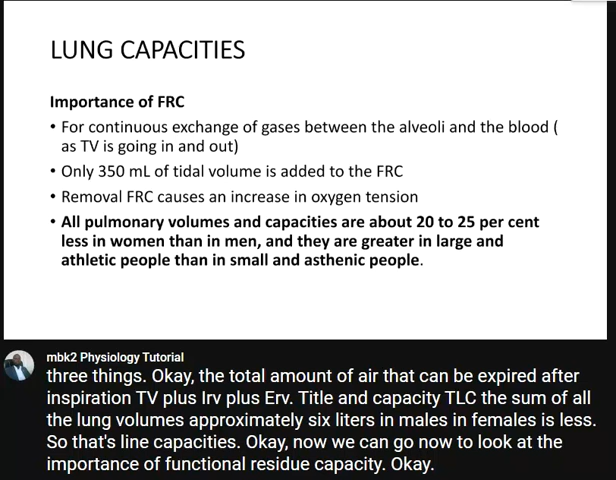 LUNG CAPACITIES
Importance of FRC
• For continuous exchange of gases between the alveoli and the blood (
as TV is going in and out)
• Only 350 mL of tidal volume is added to the FRC
• Removal FRC causes an increase in oxygen tension
• All pulmonary volumes and capacities are about 20 to 25 per cent
less in women than in men, and they are greater in large and
athletic people than in small and asthenic people.
mbk2 Physiology Tutorial
three things. Okay, the total amount of air that can be expired after
inspiration TV plus Irv plus Erv. Title and capacity TLC the sum of all
the lung volumes approximately six liters in males in females is less.
So that's line capacities. Okay, now we can go now to look at the
importance of functional residue capacity. Okay.